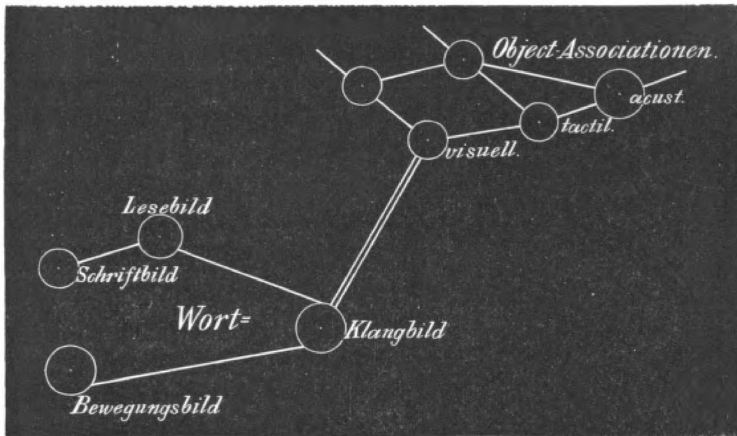 Object-Associationen.
acust.
tactil.
visuell.
Lesebild
Schriftbild
Wort=
Klangbild
Bewegungsbild